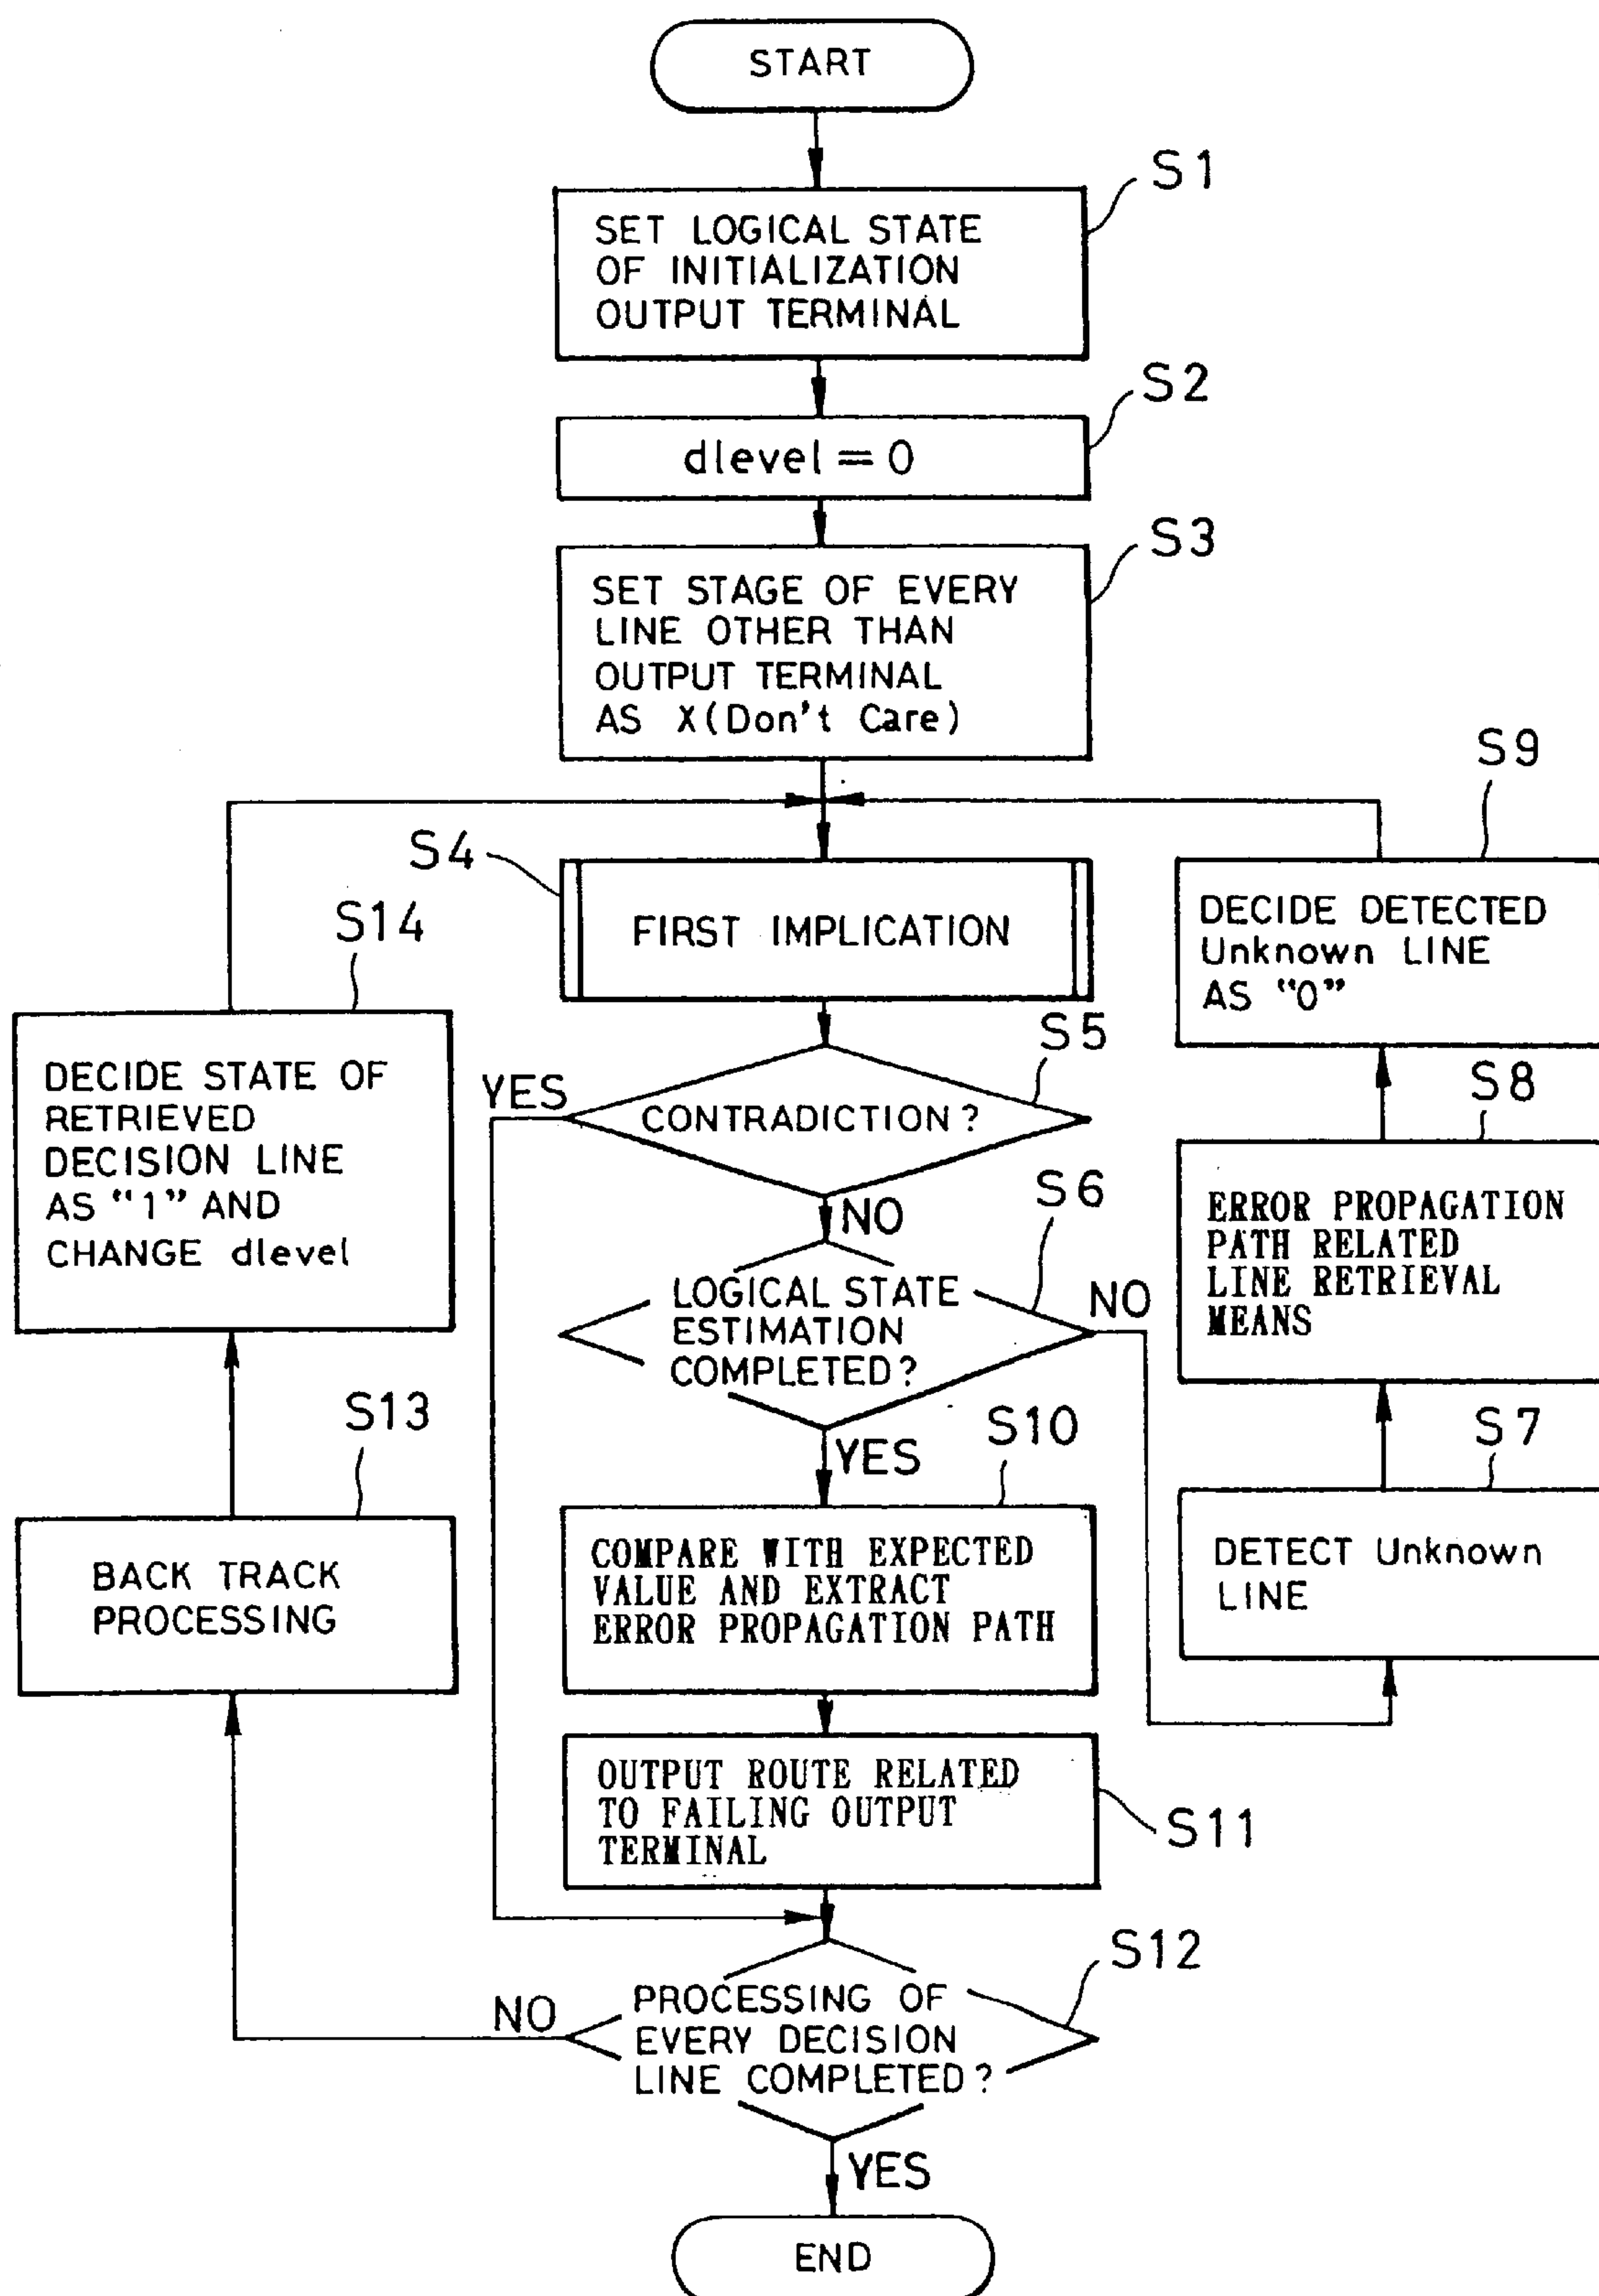 START
S1
SET LOGICAL STATE
OF INITIALIZATION
OUTPUT TERMINAL
S2
dlevel = 0
S3
SET STAGE OF EVERY
LINE OTHER THAN
OUTPUT TERMINAL
AS X(Don't Care)
S4
FIRST IMPLICATION
S5
CONTRADICTION?
YES
NO
S6
LOGICAL STATE
ESTIMATION
COMPLETED?
NO
YES
S7
DETECT Unknown
LINE
S8
ERROR PROPAGATION
PATH RELATED
LINE RETRIEVAL
MEANS
S9
DECIDE DETECTED
Unknown LINE
AS "0"
S10
COMPARE WITH EXPECTED
VALUE AND EXTRACT
ERROR PROPAGATION PATH
S11
OUTPUT ROUTE RELATED
TO FAILING OUTPUT
TERMINAL
S12
PROCESSING OF
EVERY DECISION
LINE COMPLETED?
NO
YES
S13
BACK TRACK
PROCESSING
S14
DECIDE STATE OF
RETRIEVED
DECISION LINE
AS "1" AND
CHANGE dlevel
END